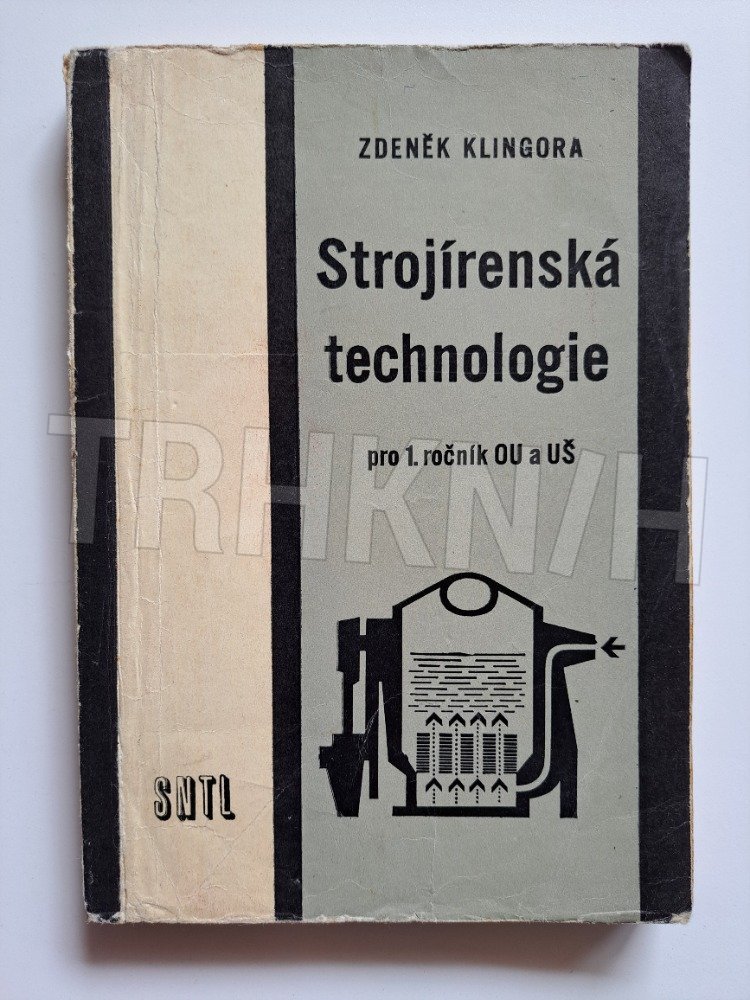 ZDENĚK KLINGORA
Strojírenská
technologie
pro 1. ročník OU a UŠ
TRHKNIH
SNTL